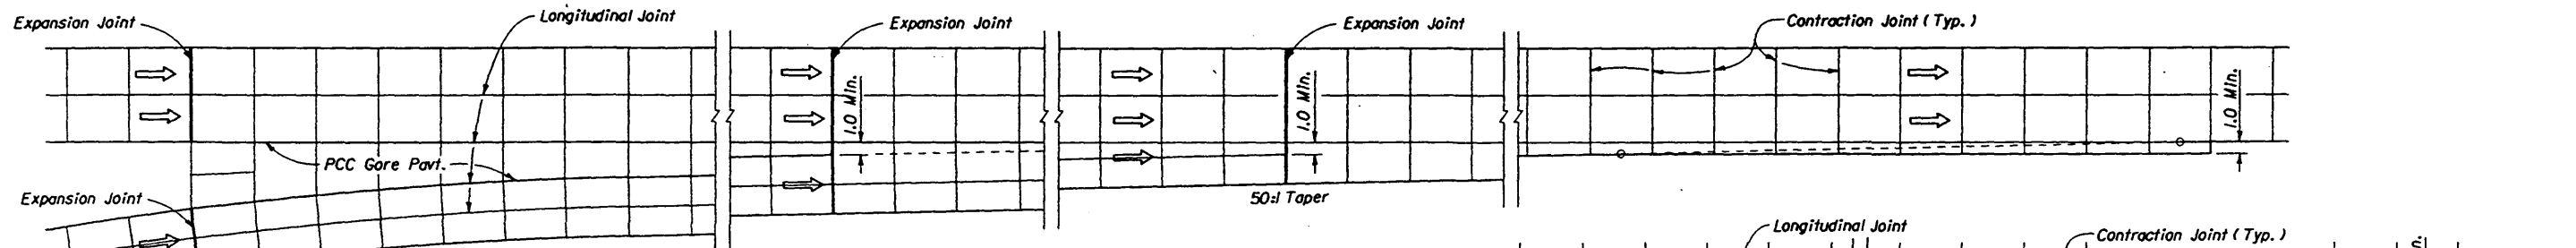 Expansion Joint
Longitudinal Joint
Expansion Joint
Expansion Joint
Contraction Joint (Typ.)
1.0 Min.
1.0 Min.
1.0 Min.
PCC Gore Pavt.
Expansion Joint
50:1 Taper
Longitudinal Joint
Contraction Joint (Typ.)